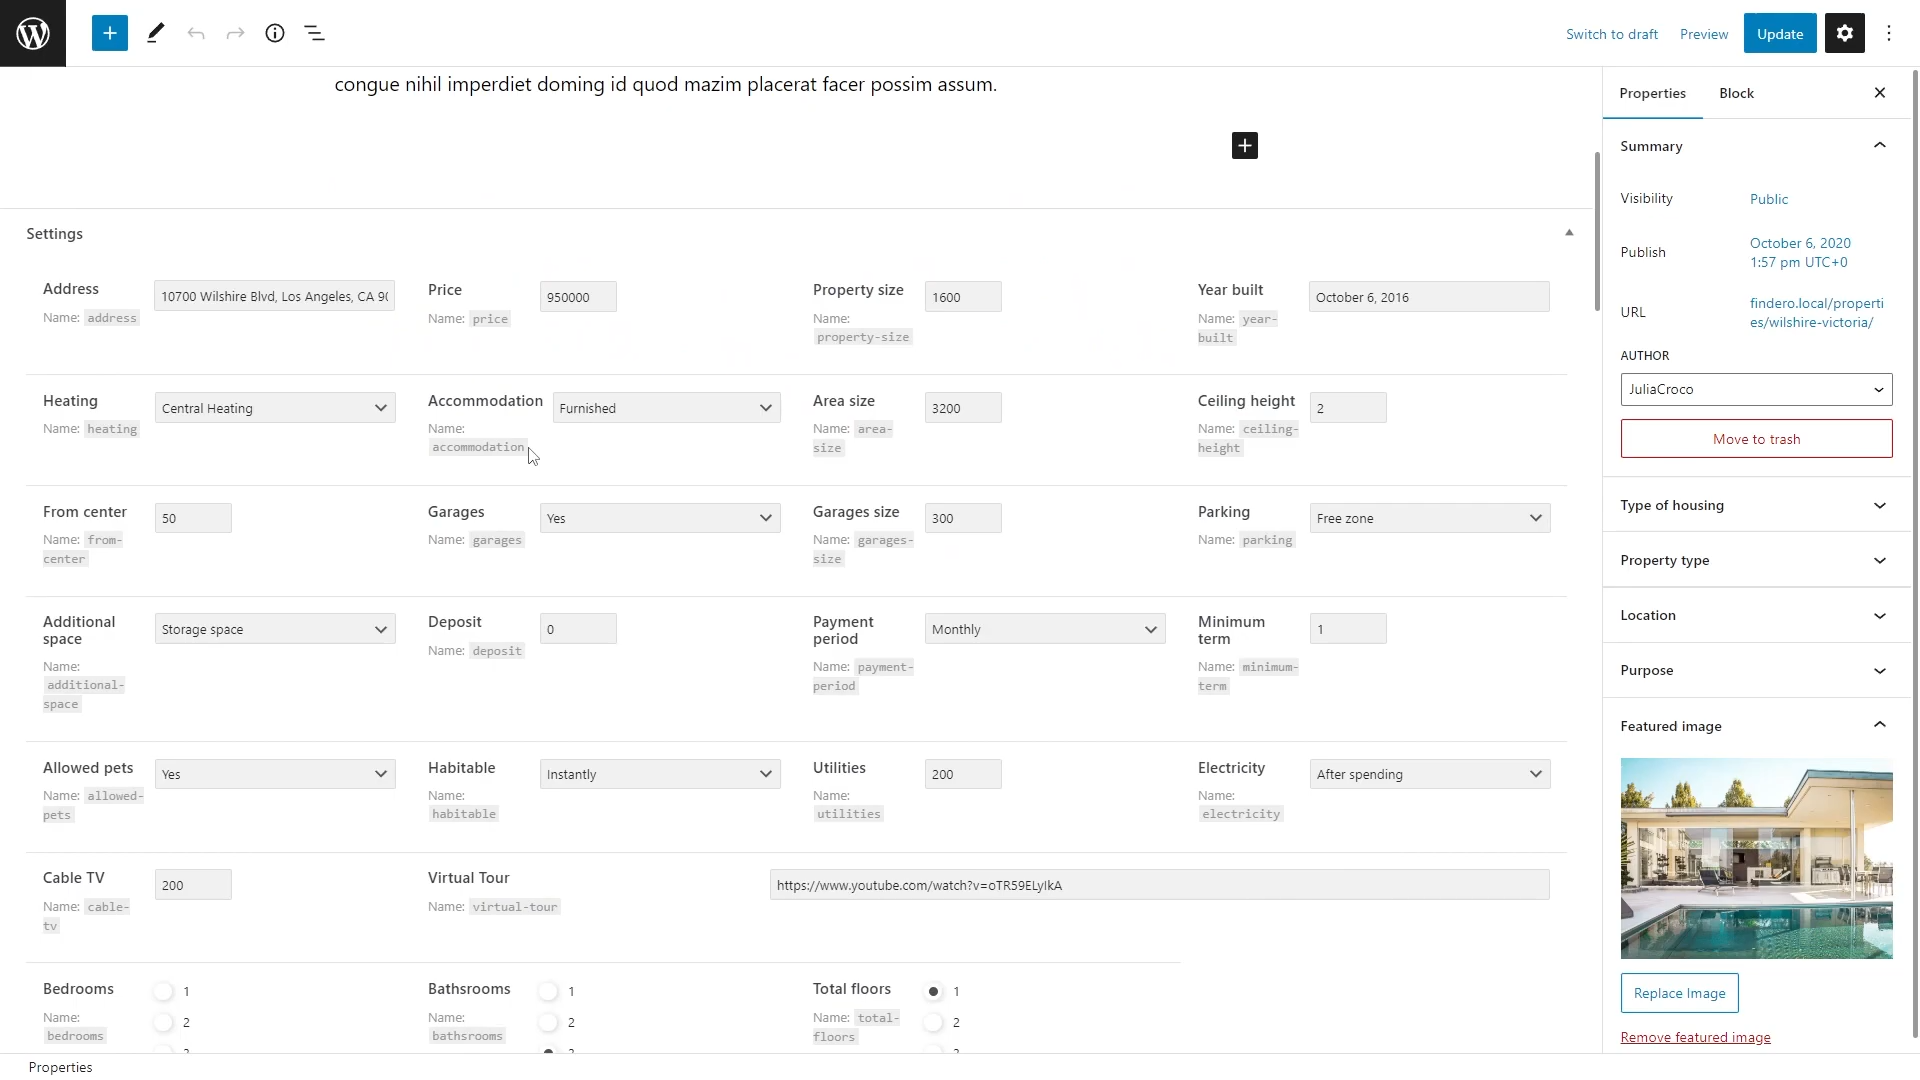 Switch to draft
Preview
Update
congue nihil imperdiet doming id quod mazim placerat facer possim assum.
Settings
Address
Name: address
10700 Wilshire Blvd, Los Angeles, CA 90
Price
Name: price
950000
Property size
Name:
property-size
1600
Year built
Name: year-
built
October 6, 2016
Heating
Name: heating
Central Heating
Accommodation
Name:
accommodation
Furnished
Area size
Name: area-
size
3200
Ceiling height
Name: ceiling-
height
2
From center
Name: from-
center
50
Garages
Name: garages
Yes
Garages size
Name: garages-
size
300
Parking
Name: parking
Free zone
Additional
space
Name:
additional-
space
Storage space
Deposit
Name: deposit
0
Payment
period
Name: payment-
period
Monthly
Minimum
term
Name: minimum-
term
1
Allowed pets
Name: allowed-
pets
Yes
Habitable
Name:
habitable
Instantly
Utilities
Name:
utilities
200
Electricity
Name:
electricity
After spending
Cable TV
Name: cable-
tv
200
Virtual Tour
Name: virtual-tour
https://www.youtube.com/watch?v=oTR59ELyIkA
Bedrooms
Name:
bedrooms
1
2
Bathsrooms
Name:
bathsrooms
1
2
Total floors
Name: total-
floors
1
2
Properties
Block
Summary
Visibility
Public
Publish
October 6, 2020
1:57 pm UTC+0
URL
findero.local/properti
es/wilshire-victoria/
AUTHOR
JuliaCroco
Move to trash
Type of housing
Property type
Location
Purpose
Featured image
Replace Image
Remove featured image
Properties